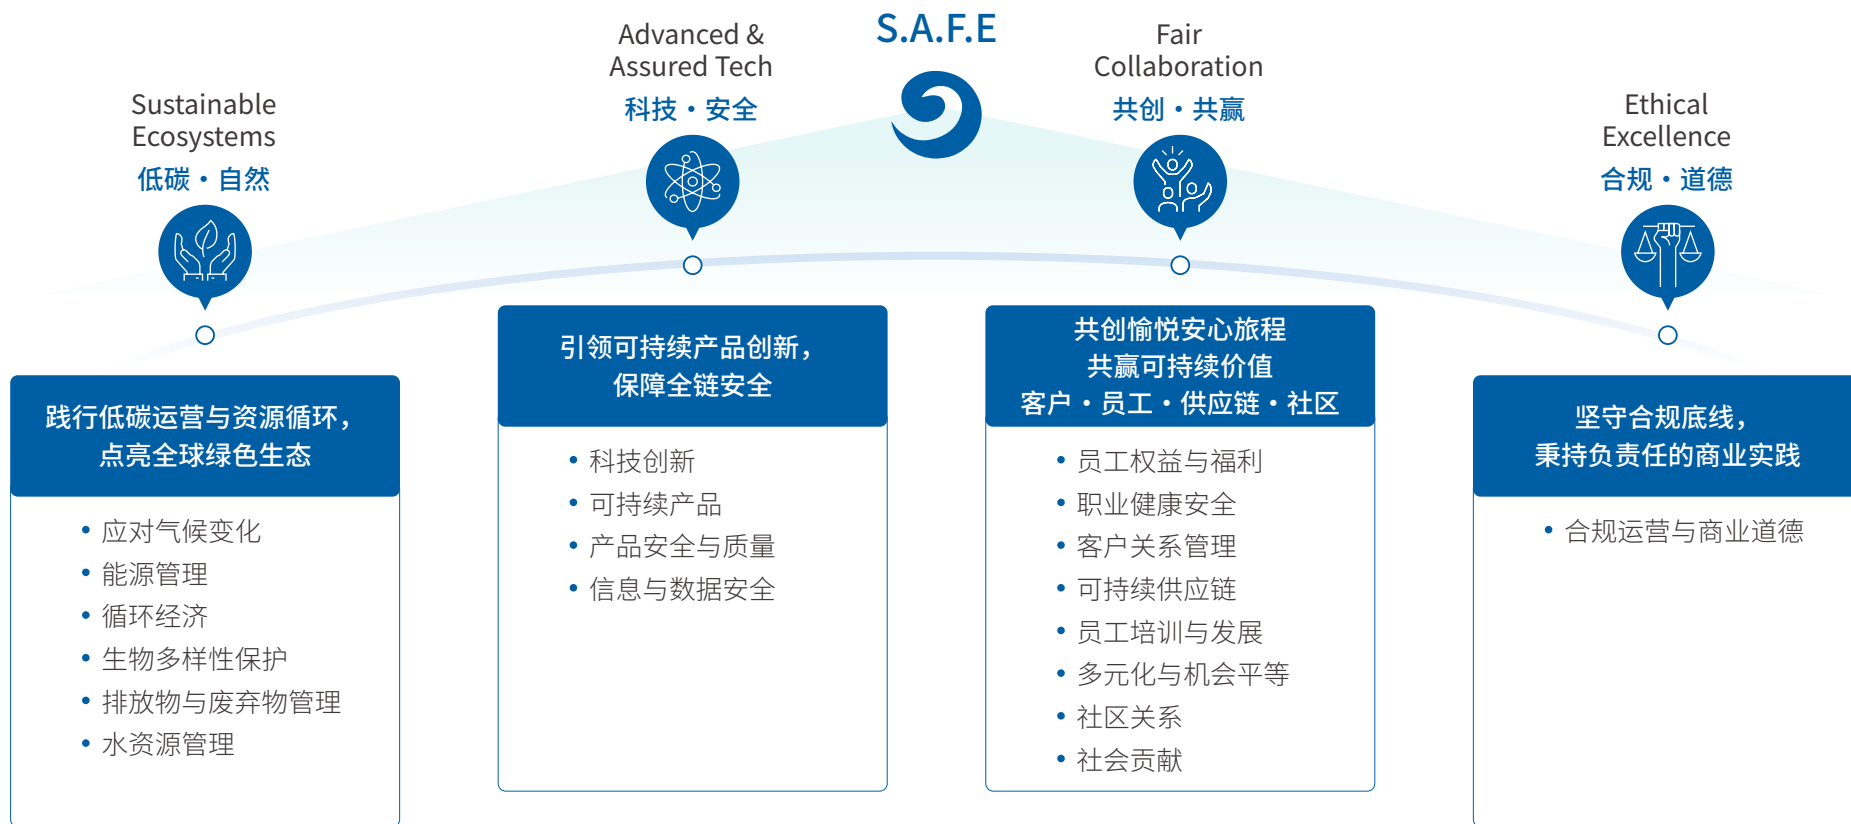 S.A.F.E
Sustainable
Ecosystems
低碳·自然
践行低碳运营与资源循环，
点亮全球绿色生态
• 应对气候变化
• 能源管理
• 循环经济
• 生物多样性保护
• 排放物与废弃物管理
• 水资源管理
Advanced &
Assured Tech
科技·安全
引领可持续产品创新，
保障全链安全
• 科技创新
• 可持续产品
• 产品安全与质量
• 信息与数据安全
Fair
Collaboration
共创·共赢
共创愉悦安心旅程
共赢可持续价值
客户·员工·供应链·社区
• 员工权益与福利
• 职业健康安全
• 客户关系管理
• 可持续供应链
• 员工培训与发展
• 多元化与机会平等
• 社区关系
• 社会贡献
Ethical
Excellence
合规·道德
坚守合规底线，
秉持负责任的商业实践
• 合规运营与商业道德